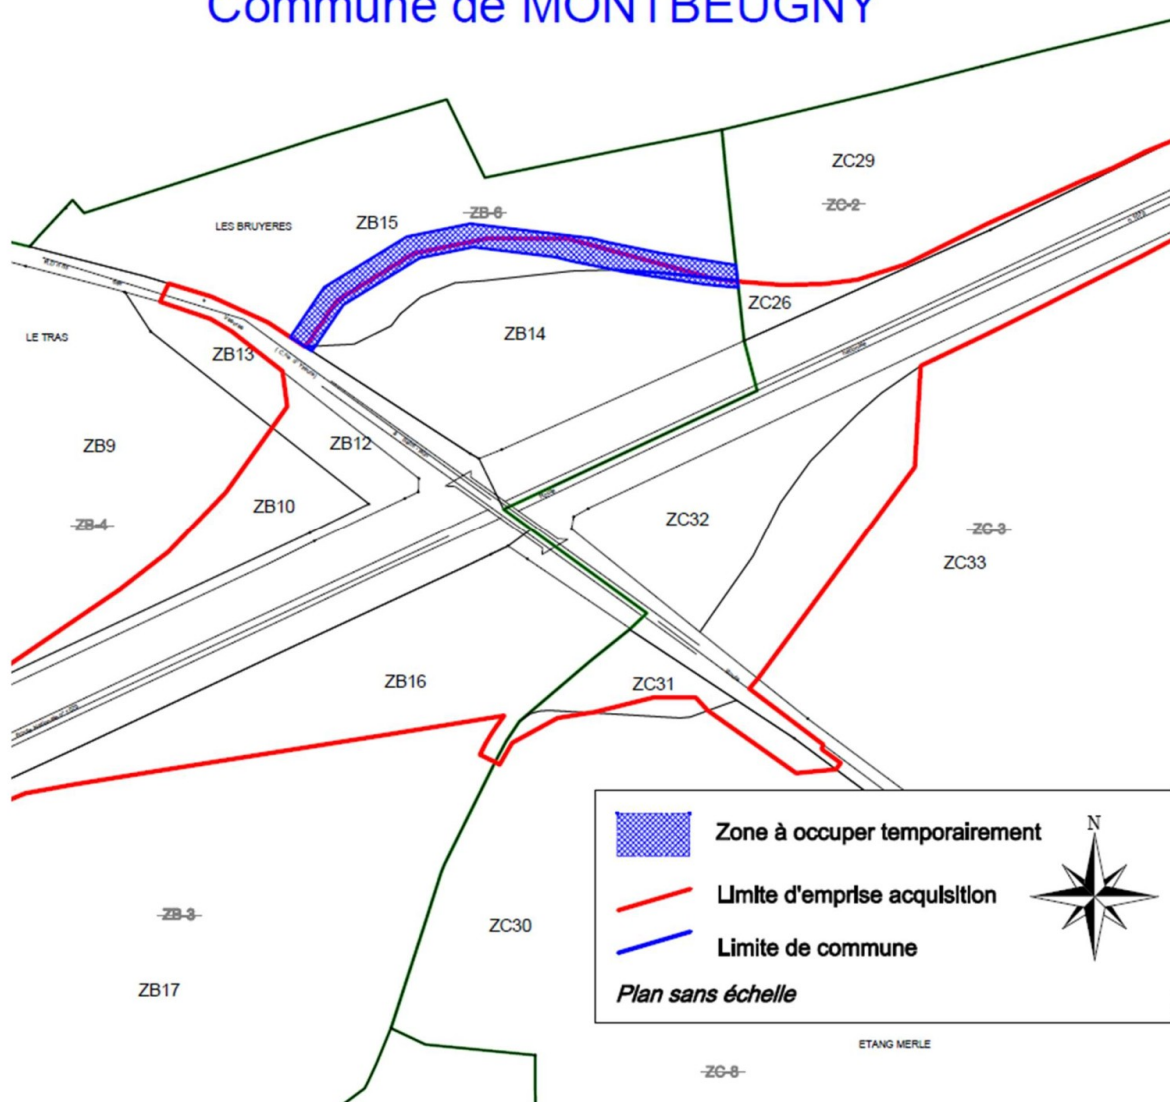 Commune de MONTBEUGNY
ZC29
ZC-2
ZB-6
ZB15
LES BRUYERES
ZC26
ZB14
LE TRAS
ZB13
ZB12
ZB9
ZB10
ZB-4
ZC32
ZC-3
ZC33
ZB16
ZC31
Zone à occuper temporairement
N
Limite d'emprise acquisition
Limite de commune
Plan sans échelle
ZB-3
ZC30
ZB17
ETANG MERLE
ZC-8